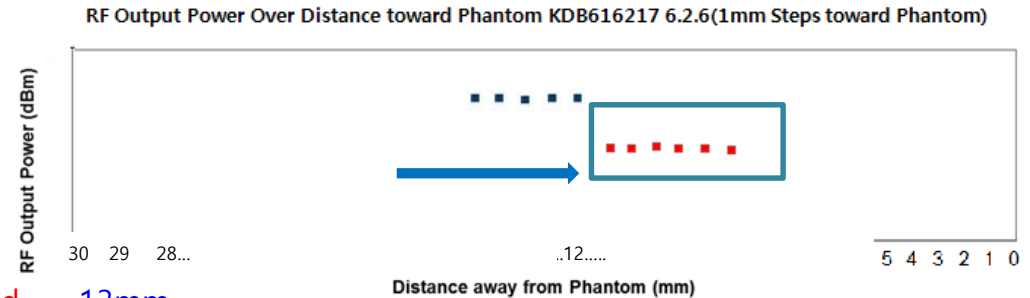 RF Output Power Over Distance toward Phantom KDB616217 6.2.6(1mm Steps toward Phantom)
RF Output Power (dBm)
30 29 28... ..12..... 5 4 3 2 1 0
Distance away from Phantom (mm)